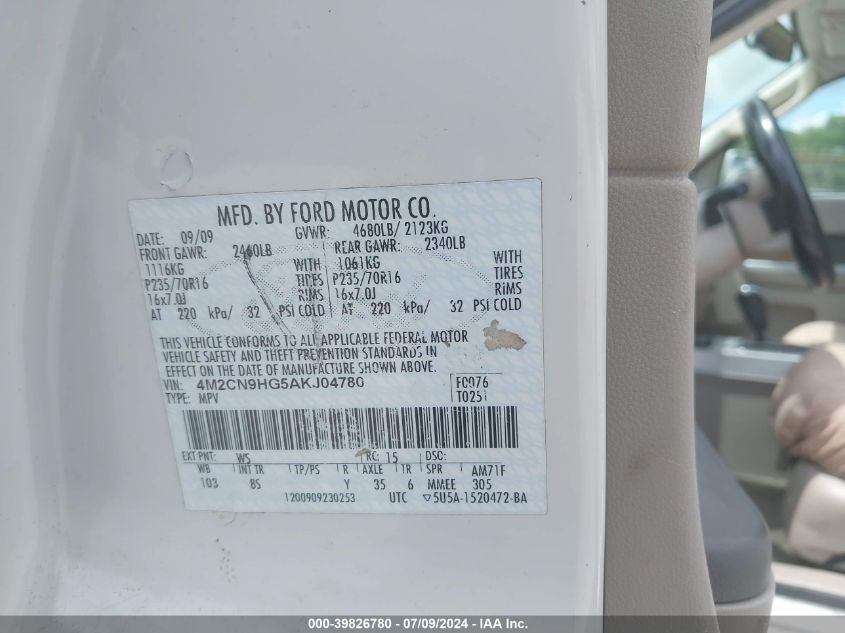 MFD. BY FORD MOTOR CO.
DATE: 09/09 GVWR: 4680LB/ 2123KG
FRONT GAWR: 2460LB REAR GAWR: 2340LB
1116KG WITH 1061KG WITH
P235/70R16 TIRES P235/70R16 TIRES
16x7.0J RIMS 16x7.0J RIMS
AT 220 kPa/ 32 PSI COLD AT 220 kPa/ 32 PSI COLD
THIS VEHICLE CONFORMS TO ALL APPLICABLE FEDERAL MOTOR
VEHICLE SAFETY AND THEFT PREVENTION STANDARDS IN
EFFECT ON THE DATE OF MANUFACTURE SHOWN ABOVE.
VIN: 4M2CN9HG5AKJ04780 F0076
TYPE: MPV T0251
EXT PNT: WS RC: 15 DSC:
WB INT TR TP/PS R AXLE TR SPR AM71F
103 8S Y 35 6 MMEE 305
1200909230253 UTC ▽5U5A-1520472-BA
000-39826780 / 07/09/2024 - IAA Inc.